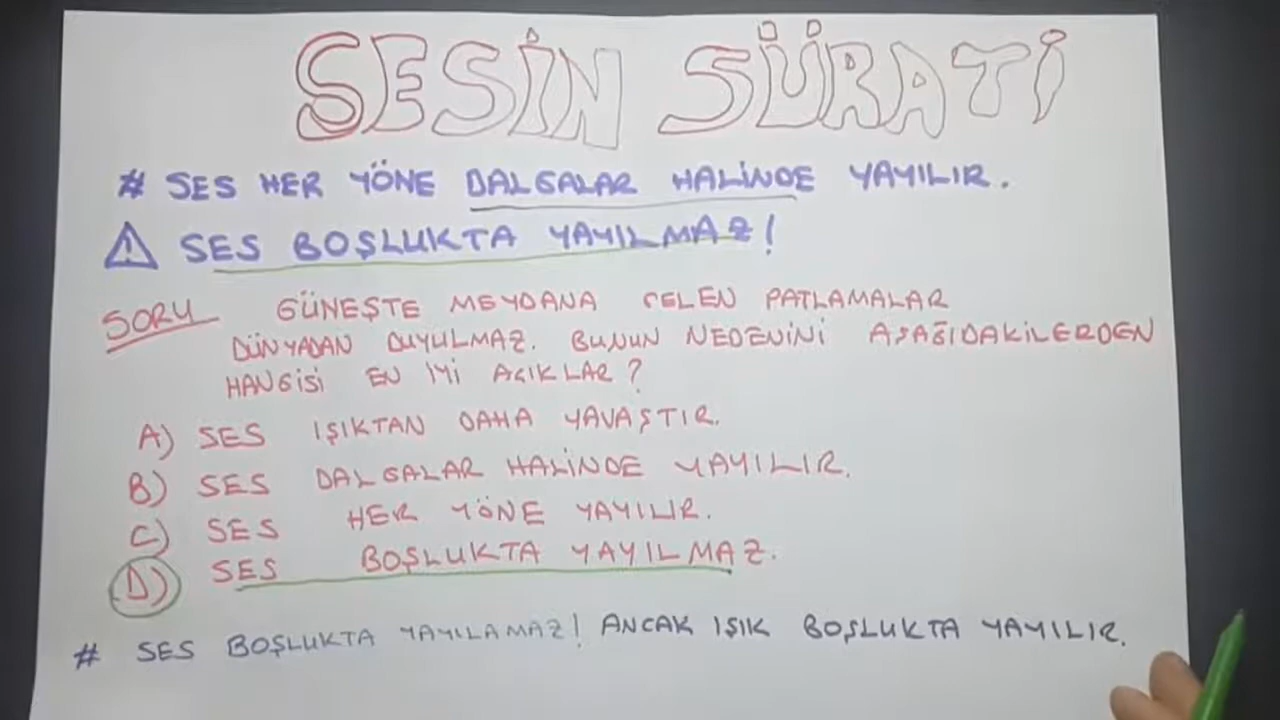 SESİN SÜRATİ
# SES HER YÖNE DALGALAR HALİNDE YAYILIR.
⚠ SES BOŞLUKTA YAYILMAZ!
SORU GÜNEŞTE MEYDANA GELEN PATLAMALAR
DÜNYADAN DUYULMAZ. BUNUN NEDENİNİ AŞAĞIDAKİLERDEN
HANGİSİ EN İYİ AÇIKLAR?
A) SES IŞIKTAN DAHA YAVAŞTIR.
B) SES DALGALAR HALİNDE YAYILIR.
C) SES HER YÖNE YAYILIR.
D) SES BOŞLUKTA YAYILMAZ.
# SES BOŞLUKTA YAYILAMAZ! ANCAK IŞIK BOŞLUKTA YAYILIR.